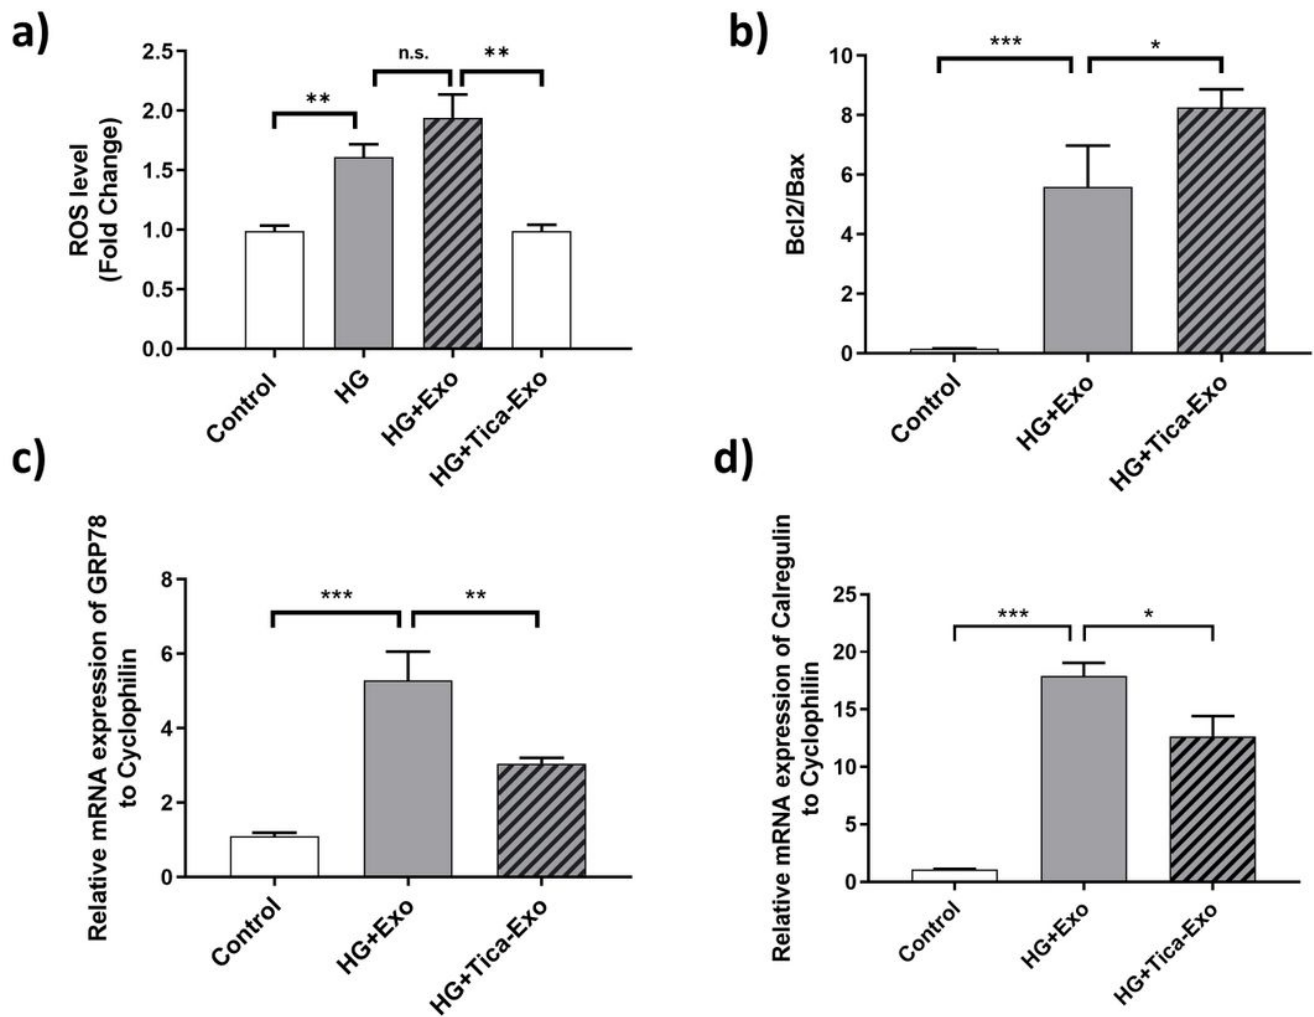 a)
ROS level
(Fold Change)
2.5
2.0
1.5
1.0
0.5
0.0
**
n.s.
**
Control
HG
HG+Exo
HG+Tica-Exo
b)
Bcl2/Bax
10
8
6
4
2
0
***
*
Control
HG+Exo
HG+Tica-Exo
c)
Relative mRNA expression of GRP78
to Cyclophilin
8
6
4
2
0
***
**
Control
HG+Exo
HG+Tica-Exo
d)
Relative mRNA expression of Calregulin
to Cyclophilin
25
20
15
10
5
0
***
*
Control
HG+Exo
HG+Tica-Exo